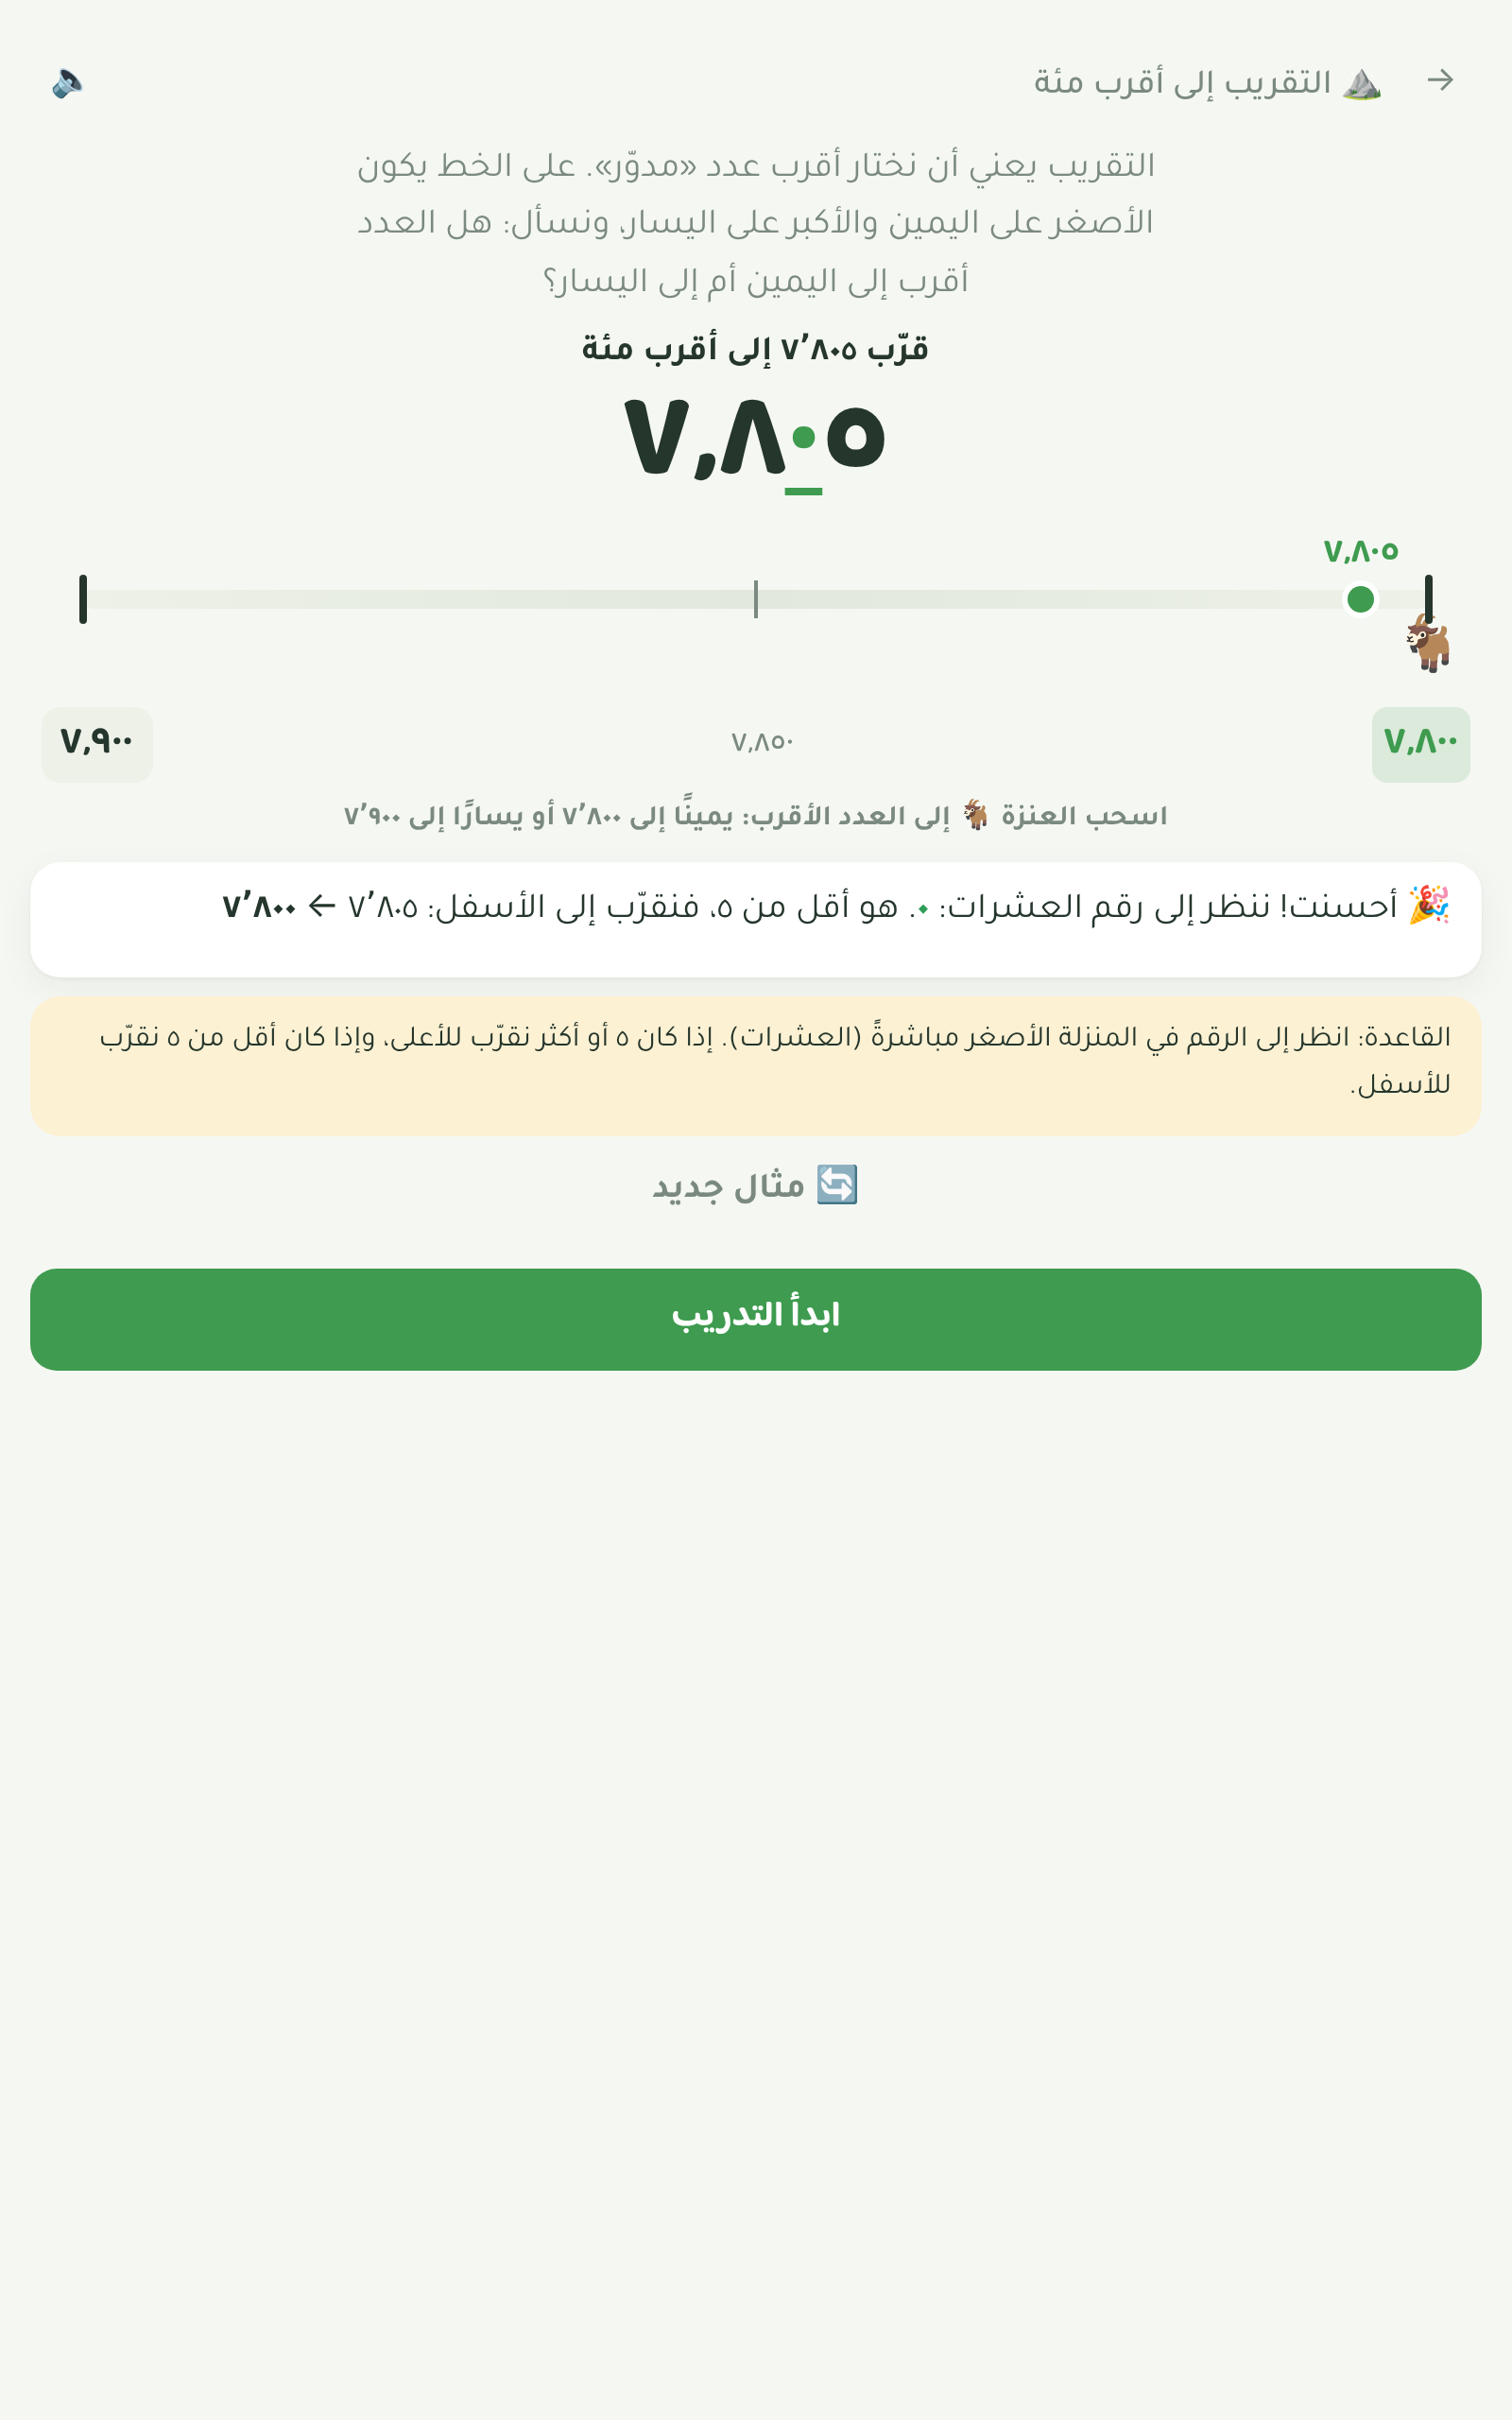 التقريب إلى أقرب مئة
التقريب يعني أن نختار أقرب عدد «مدوّر». على الخط يكون
الأصغر على اليمين والأكبر على اليسار، ونسأل: هل العدد
أقرب إلى اليمين أم إلى اليسار؟
قرّب ٧٬٨٠٥ إلى أقرب مئة
٧٬٨٠٥
٧٬٨٠٥
٧٬٨٠٠
٧٬٨٥٠
٧٬٩٠٠
اسحب العنزة 🐐 إلى العدد الأقرب: يمينًا إلى ٧٬٨٠٠ أو يسارًا إلى ٧٬٩٠٠
🎉 أحسنت! ننظر إلى رقم العشرات: ٠. هو أقل من ٥، فنقرّب إلى الأسفل: ٧٬٨٠٥ ← ٧٬٨٠٠
القاعدة: انظر إلى الرقم في المنزلة الأصغر مباشرةً (العشرات). إذا كان ٥ أو أكثر نقرّب للأعلى، وإذا كان أقل من ٥ نقرّب
للأسفل.
🔄 مثال جديد
ابدأ التدريب